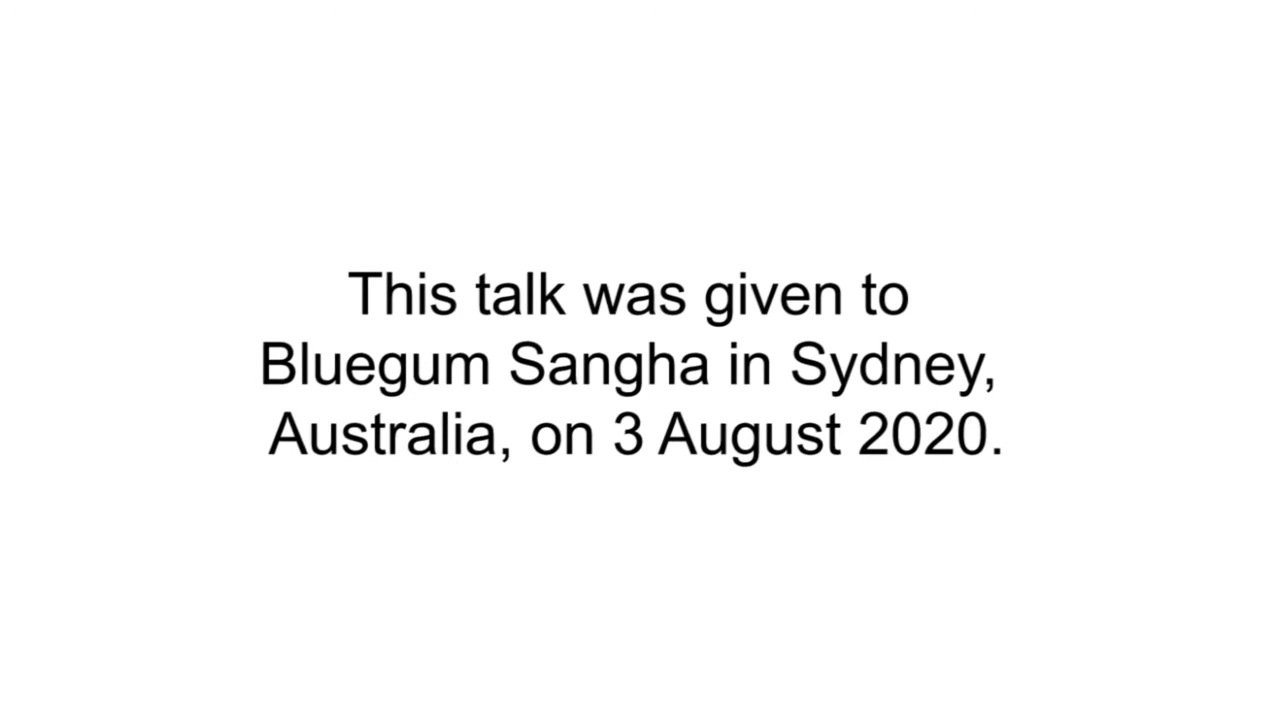 This talk was given to
Bluegum Sangha in Sydney,
Australia, on 3 August 2020.